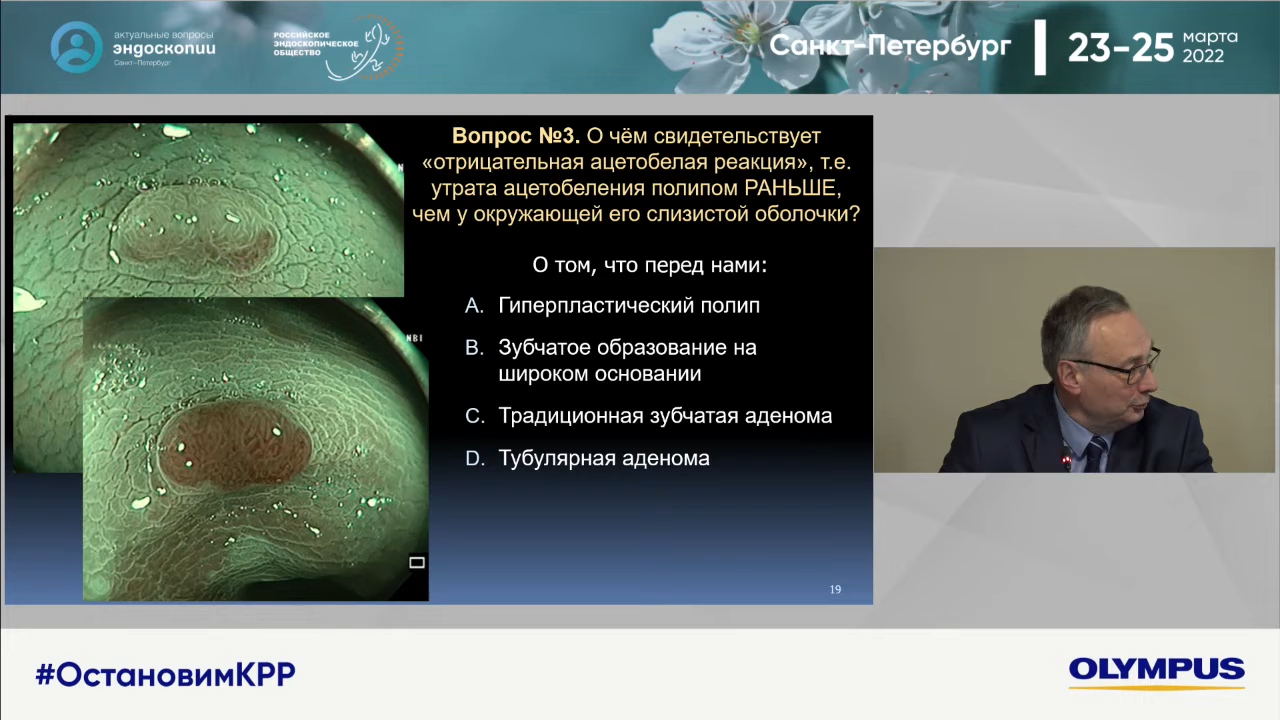 актуальные вопросы
эндоскопии
Санкт-Петербург
РОССИЙСКОЕ
ЭНДОСКОПИЧЕСКОЕ
ОБЩЕСТВО
Санкт-Петербург
23-25 марта
2022
Вопрос №3. О чём свидетельствует
«отрицательная ацетобелая реакция», т.е.
утрата ацетобеления полипом РАНЬШЕ,
чем у окружающей его слизистой оболочки?
О том, что перед нами:
A. Гиперпластический полип
B. Зубчатое образование на
широком основании
C. Традиционная зубчатая аденома
D. Тубулярная аденома
NBI
19
#ОстановимКРР
OLYMPUS